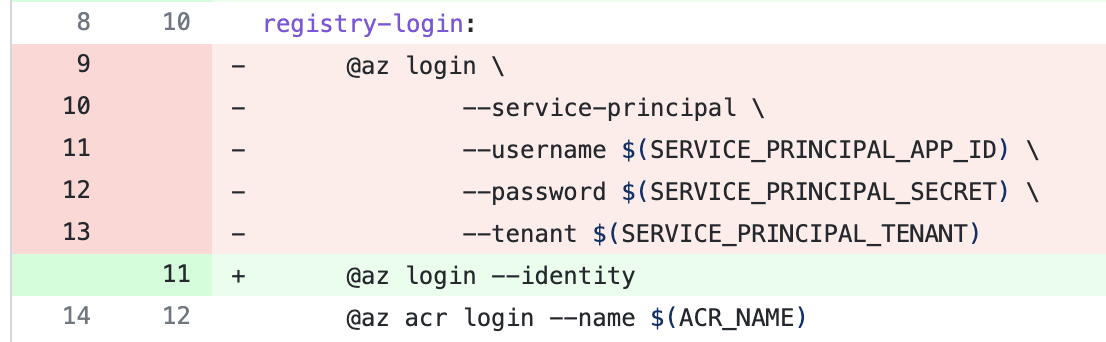 8 10 registry-login:
9 - @az login \
10 - --service-principal \
11 - --username $(SERVICE_PRINCIPAL_APP_ID) \
12 - --password $(SERVICE_PRINCIPAL_SECRET) \
13 - --tenant $(SERVICE_PRINCIPAL_TENANT)
11 + @az login --identity
14 12 @az acr login --name $(ACR_NAME)